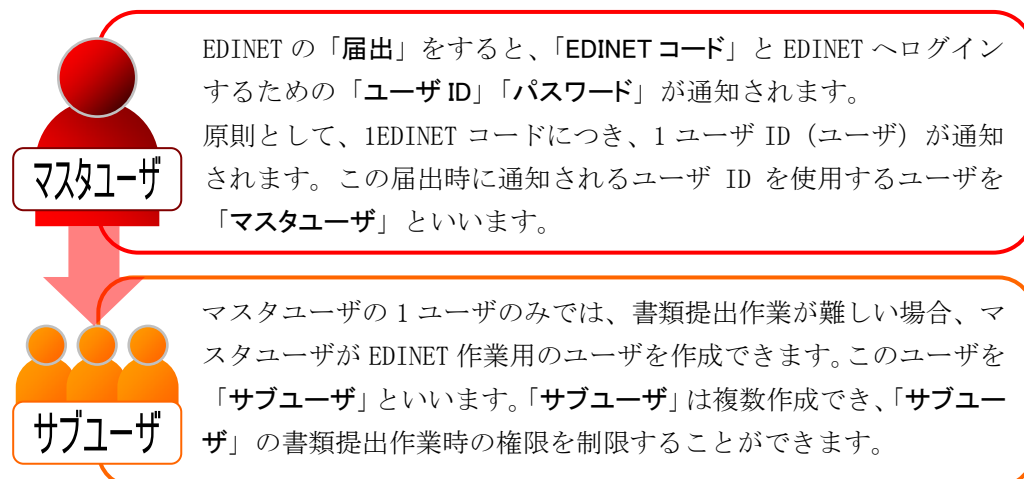 EDINET の「届出」をすると、「EDINET コード」と EDINET へログイン
するための「ユーザ ID」「パスワード」が通知されます。
原則として、1EDINET コードにつき、1 ユーザ ID（ユーザ）が通知
されます。この届出時に通知されるユーザ ID を使用するユーザを
「マスタユーザ」といいます。
マスタユーザ
マスタユーザの 1 ユーザのみでは、書類提出作業が難しい場合、マ
スタユーザが EDINET 作業用のユーザを作成できます。このユーザを
「サブユーザ」といいます。「サブユーザ」は複数作成でき、「サブユー
ザ」の書類提出作業時の権限を制限することができます。
サブユーザ